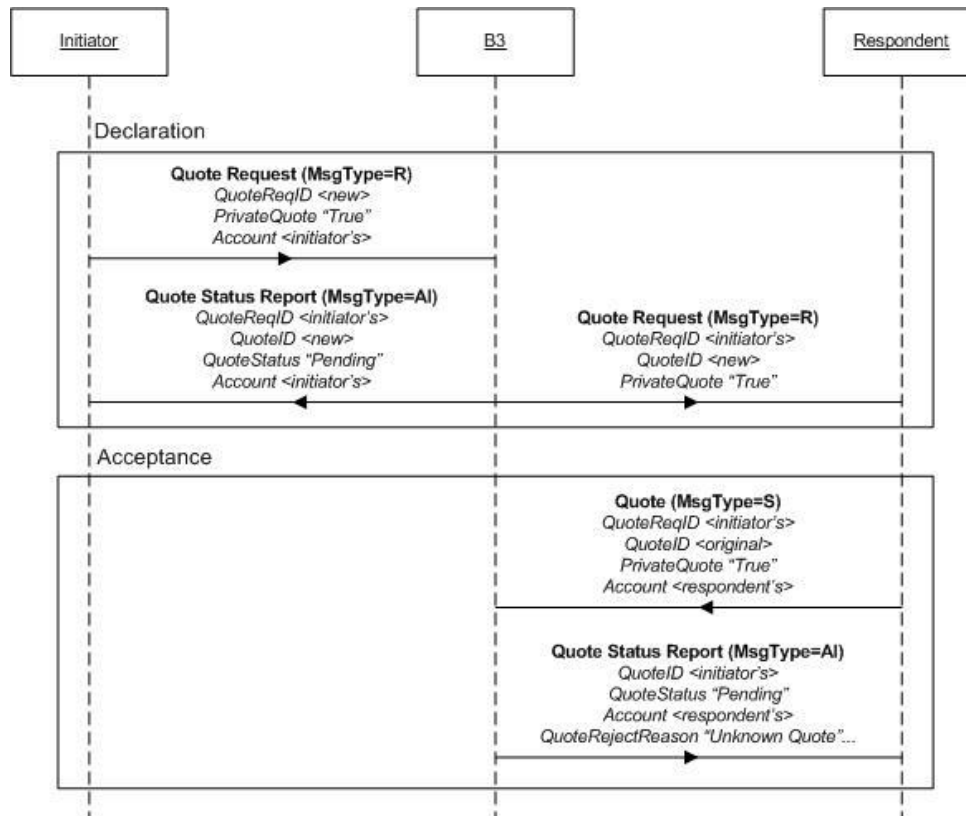 Initiator
B3
Respondent
Declaration
Quote Request (MsgType=R)
QuoteReqID <new>
PrivateQuote “True”
Account <initiator’s>
Quote Status Report (MsgType=AI)
QuoteReqID <initiator’s>
QuoteID <new>
QuoteStatus “Pending”
Account <initiator’s>
Quote Request (MsgType=R)
QuoteReqID <initiator’s>
QuoteID <new>
PrivateQuote “True”
Acceptance
Quote (MsgType=S)
QuoteReqID <initiator’s>
QuoteID <original>
PrivateQuote “True”
Account <respondent’s>
Quote Status Report (MsgType=AI)
QuoteID <initiator’s>
QuoteStatus “Pending”
Account <respondent’s>
QuoteRejectReason “Unknown Quote”...